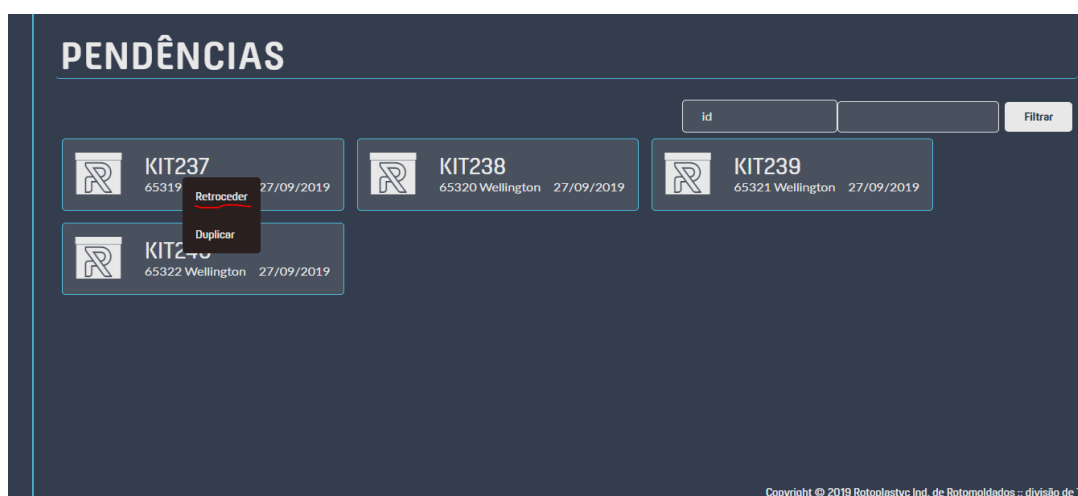 PENDÊNCIAS
id
Filtrar
KIT237
65319 27/09/2019
Retroceder
Duplicar
KIT238
65320 Wellington 27/09/2019
KIT239
65321 Wellington 27/09/2019
65322 Wellington 27/09/2019
Copyright © 2019 Rotoplastyc Ind. de Rotomoldados :: divisão de